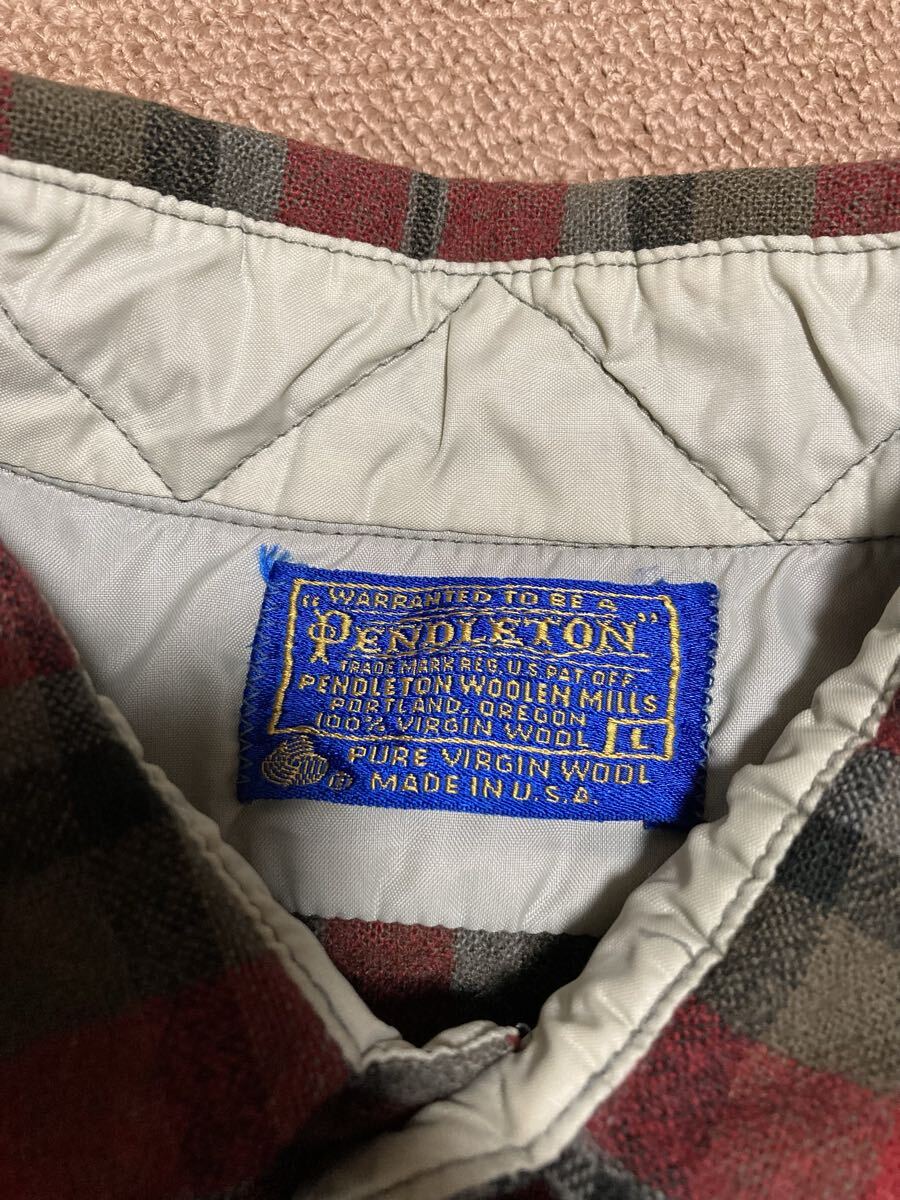 WARRANTED TO BE A
"PENDLETON"
TRADE MARK REG. U.S. PAT OFF
PENDLETON WOOLEN MILLS
PORTLAND, OREGON
100% VIRGIN WOOL L
PURE VIRGIN WOOL
® MADE IN U.S.A.